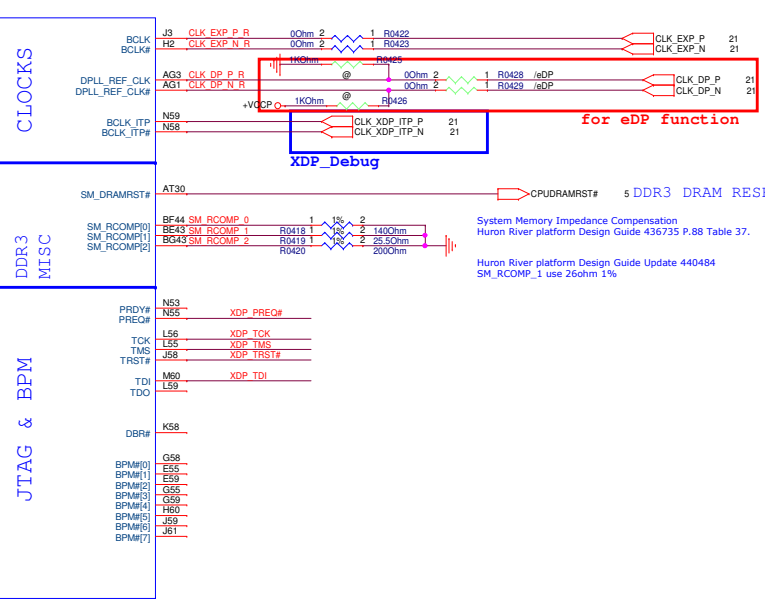 CLOCKS
BCLK J3 CLK_EXP_P_R 0Ohm 2 1 R0422 CLK_EXP_P 21
BCLK# H2 CLK_EXP_N_R 0Ohm 2 1 R0423 CLK_EXP_N 21
1KOhm R0425
@
DPLL_REF_CLK AG3 CLK_DP_P_R 0Ohm 2 1 R0428 /eDP CLK_DP_P 21
DPLL_REF_CLK# AG1 CLK_DP_N_R 0Ohm 2 1 R0429 /eDP CLK_DP_N 21
@
+VCCP 1KOhm R0426
for eDP function
BCLK_ITP N59 CLK_XDP_ITP_P 21
BCLK_ITP# N58 CLK_XDP_ITP_N 21
XDP_Debug
DDR3 MISC
SM_DRAMRST# AT30 CPUDRAMRST# 5 DDR3 DRAM RESE
SM_RCOMP[0] BF44 SM_RCOMP_0 1 1% 2
SM_RCOMP[1] BE43 SM_RCOMP_1 R0418 1 1% 2 140Ohm
SM_RCOMP[2] BG43 SM_RCOMP_2 R0419 1 1% 2 25.5Ohm
R0420 200Ohm
System Memory Impedance Compensation
Huron River platform Design Guide 436735 P.88 Table 37.
Huron River platform Design Guide Update 440484
SM_RCOMP_1 use 26ohm 1%
JTAG & BPM
PRDY# N53
PREQ# N55 XDP_PREQ#
TCK L56 XDP_TCK
TMS L55 XDP_TMS
TRST# J58 XDP_TRST#
TDI M60 XDP_TDI
TDO L59
DBR# K58
BPM#[0] G58
BPM#[1] E55
BPM#[2] E59
BPM#[3] G55
BPM#[4] G59
BPM#[5] H60
BPM#[6] J59
BPM#[7] J61